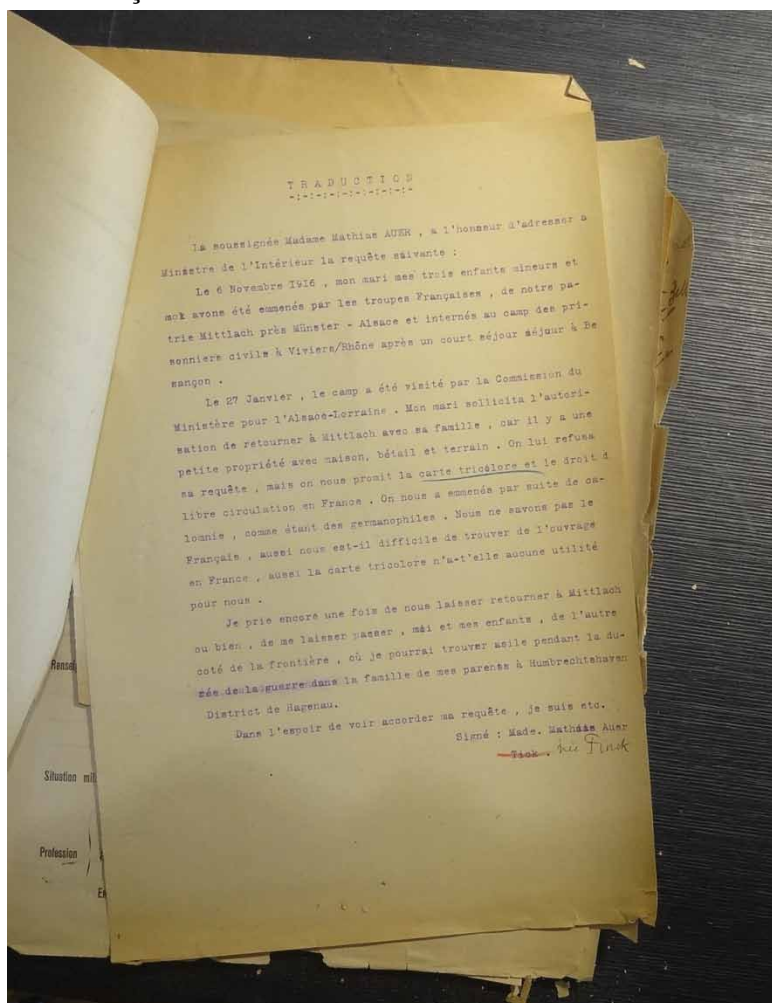 TRADUCTION
-:-:-:-:-:-:-:-:-
La soussignée Madame Mathias AUER , a l'honneur d'adresser a
Ministre de l'Intérieur la requête suivante :
Le 6 Novembre 1916 , mon mari mes trois enfants mineurs et
moi avons été emmenés par les troupes Françaises , de notre pa-
trie Mittlach près Münster - Alsace et internés au camp des pri-
sonniers civils à Viviers/Rhône après un court séjour séjuur à Be
sançon .
Le 27 Janvier , le camp a été visité par la Commission du
Ministère pour l'Alsace-Lorraine . Mon mari sollicita l'autori-
sation de retourner à Mittlach avec sa famille , car il y a une
petite propriété avec maison, bétail et terrain . On lui refusa
sa requête , mais on nous promit la carte tricolore et le droit d
libre circulation en France . On nous a emmenés par suite de ca-
lomnie , comme étant des germanophiles . Nous ne savons pas le
Français , aussi nous est-il difficile de trouver de l'ouvrage
en France , aussi la carte tricolore n'a-t'elle aucune utilité
pour nous .
Je prie encore une fois de nous laisser retourner à Mittlach
ou bien , de me laisser passer , moi et mes enfants , de l'autre
coté de la frontière , où je pourrai trouver asile pendant la du-
rée de la guerre dans la famille de mes parents à Humbrechtshaven
District de Hagenau.
Dans l'espoir de voir accorder ma requête , je suis etc.
Signé : Made. Mathias Auer
Tick . née Finck
Rensei
Situation mili
Profession